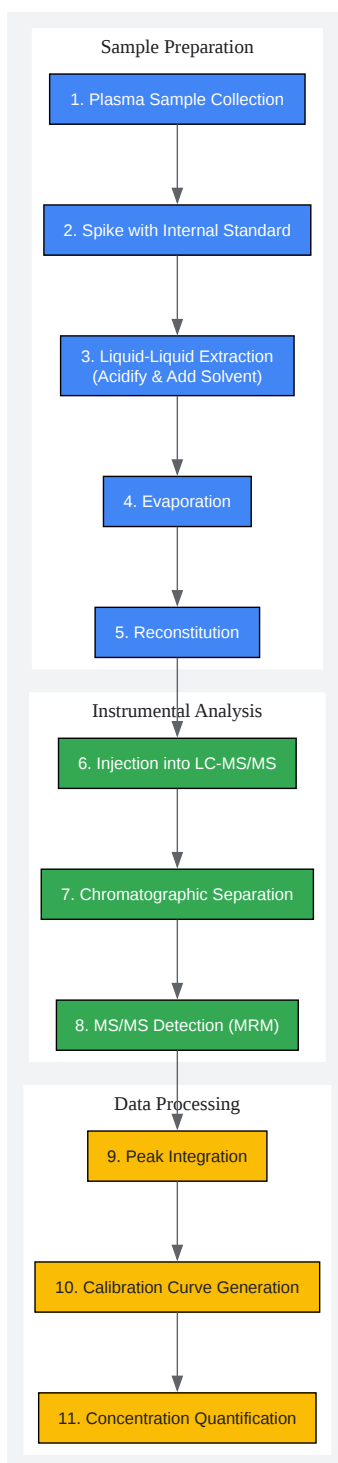 Sample Preparation
1. Plasma Sample Collection
2. Spike with Internal Standard
3. Liquid-Liquid Extraction
(Acidify & Add Solvent)
4. Evaporation
5. Reconstitution
Instrumental Analysis
6. Injection into LC-MS/MS
7. Chromatographic Separation
8. MS/MS Detection (MRM)
Data Processing
9. Peak Integration
10. Calibration Curve Generation
11. Concentration Quantification